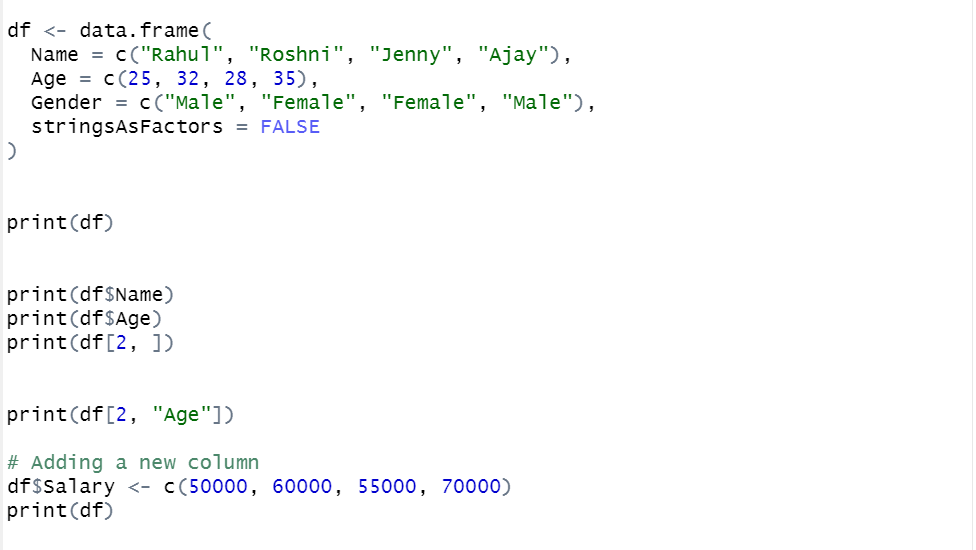 df <- data.frame(
  Name = c("Rahul", "Roshni", "Jenny", "Ajay"),
  Age = c(25, 32, 28, 35),
  Gender = c("Male", "Female", "Female", "Male"),
  stringsAsFactors = FALSE
)
print(df)
print(df$Name)
print(df$Age)
print(df[2, ])
print(df[2, "Age"])
# Adding a new column
df$Salary <- c(50000, 60000, 55000, 70000)
print(df)